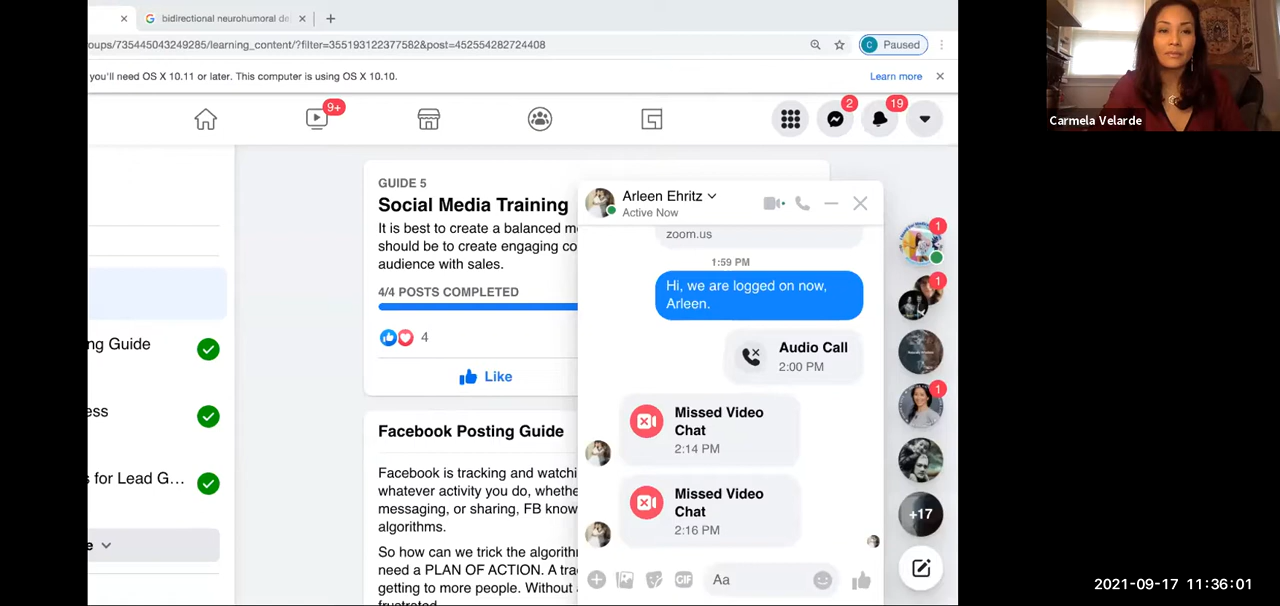 bidirectional neurohumoral de
oups/735445043249285/learning_content/?filter=355193122377582&post=452554282724408
Paused
you'll need OS X 10.11 or later. This computer is using OS X 10.10.
Learn more
9+
2
19
GUIDE 5
Social Media Training
It is best to create a balanced m
should be to create engaging co
audience with sales.
4/4 POSTS COMPLETED
4
Like
Facebook Posting Guide
Facebook is tracking and watchi
whatever activity you do, whethe
messaging, or sharing, FB know
algorithms.
So how can we trick the algorith
need a PLAN OF ACTION. A tra
getting to more people. Without
frustrated
ng Guide
ess
s for Lead G...
e
Arleen Ehritz
Active Now
zoom.us
1:59 PM
Hi, we are logged on now,
Arleen.
Audio Call
2:00 PM
Missed Video
Chat
2:14 PM
Missed Video
Chat
2:16 PM
GIF
Aa
1
1
1
+17
Carmela Velarde
2021-09-17 11:36:01